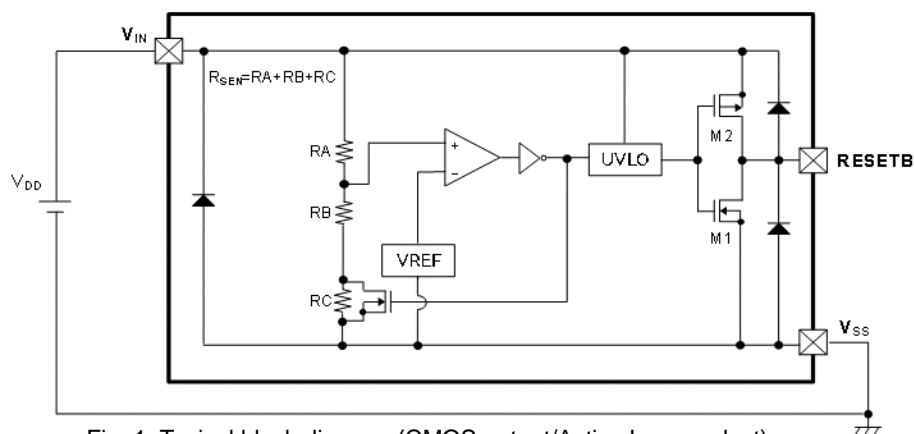 VIN
RSEN=RA+RB+RC
RA
+
−
UVLO
M2
RESETB
VDD
RB
M1
VREF
RC
VSS